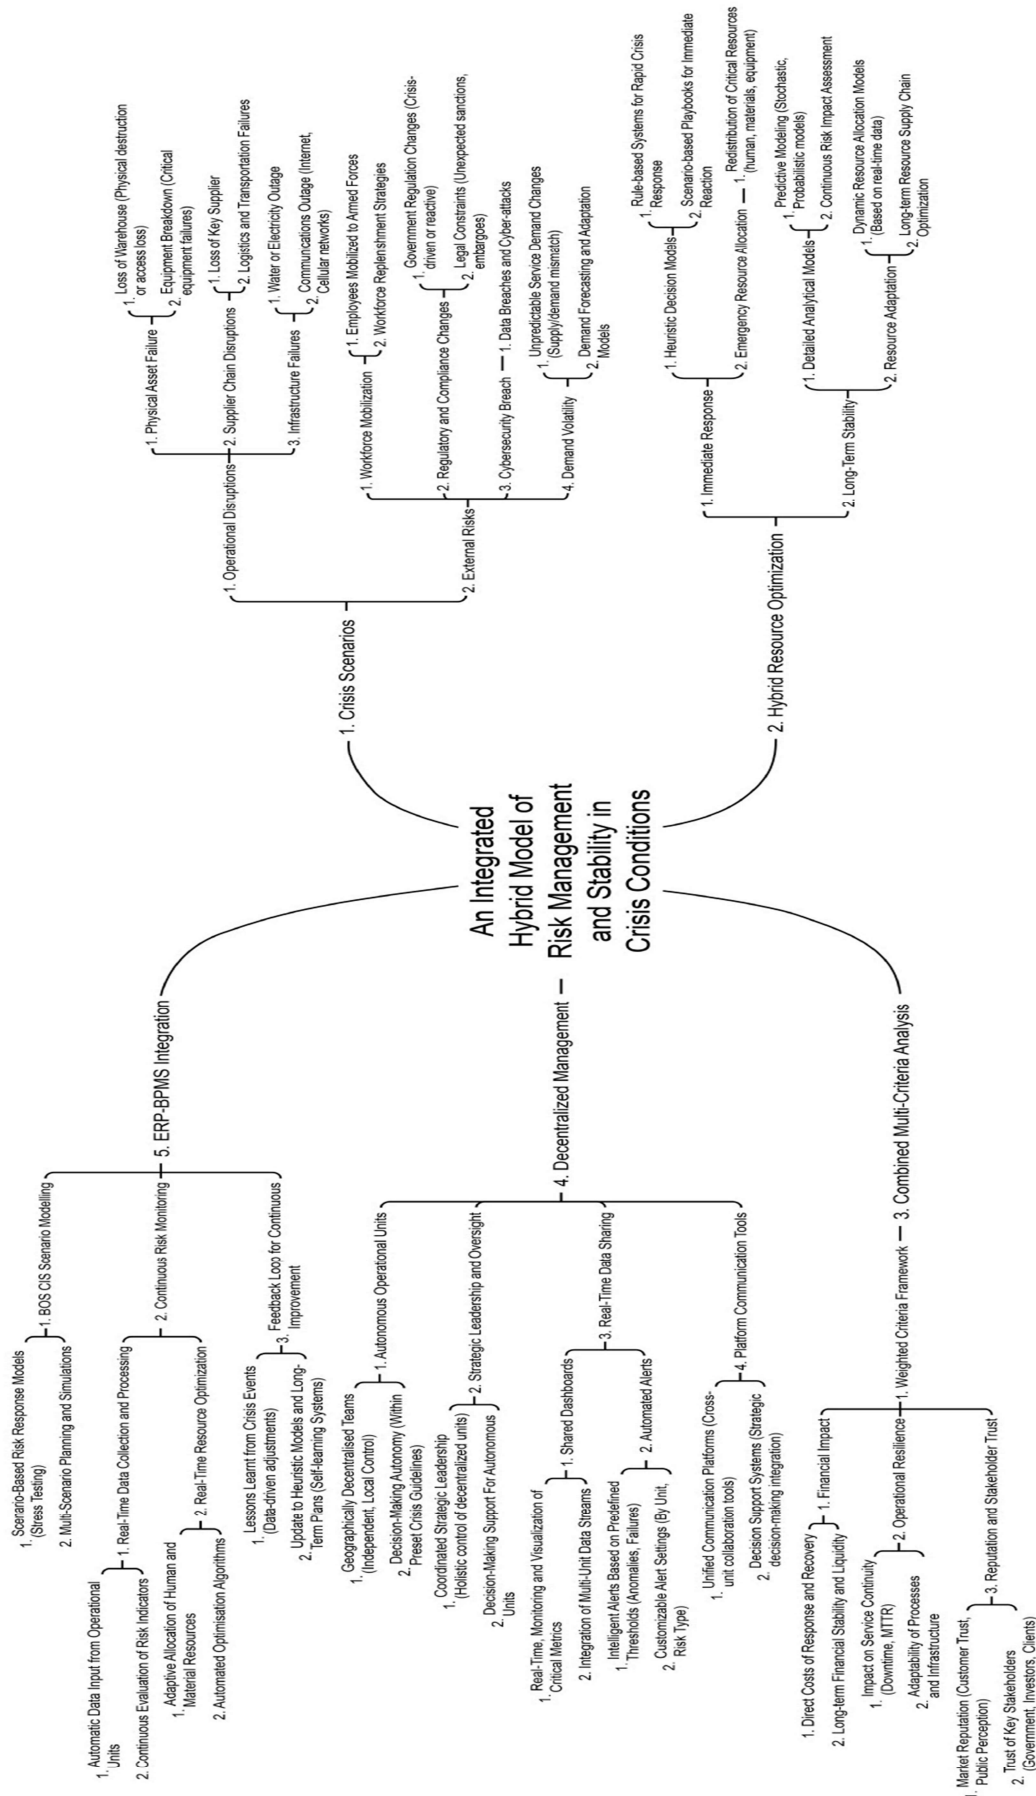 An Integrated
Hybrid Model of
Risk Management
and Stability in
Crisis Conditions
1. Crisis Scenarios
1. Operational Disruptions
1. Physical Asset Failure
1. Loss of Warehouse (Physical destruction
or access loss)
2. Equipment Breakdown (Critical
equipment failures)
2. Supplier Chain Disruptions
1. Loss of Key Supplier
2. Logistics and Transportation Failures
3. Infrastructure Failures
1. Water or Electricity Outage
2. Communcations Outage (Internet,
Cellular networks)
2. External Risks
1. Workforce Mobilization
1. Employees Mobilized to Armed Forces
2. Workforce Replenishment Strategies
2. Regulatory and Compliance Changes
1. Government Regulation Changes (Crisis-
driven or reactive)
2. Legal Constraints (Unexpected sanctions,
embargoes)
3. Cybersecurity Breach
1. Data Breaches and Cyber-attacks
4. Demand Volatility
1. Unpredictable Service Demand Changes
(Supply/demand mismatch)
2. Demand Forecasting and Adaptation
Models
2. Hybrid Resource Optimization
1. Immediate Response
1. Heuristic Decision Models
1. Rule-based Systems for Rapid Crisis
Response
2. Scenario-based Playbooks for Immediate
Reaction
2. Emergency Resource Allocation
1. Redistribution of Critical Resources
(human, materials, equipment)
2. Long-Term Stability
1. Detailed Analytical Models
1. Predictive Modeling (Stochastic,
Probabilistic models)
2. Continuous Risk Impact Assessment
2. Resource Adaptation
1. Dynamic Resource Allocation Models
(Based on real-time data)
2. Long-term Resource Supply Chain
Optimization
3. Combined Multi-Criteria Analysis
1. Weighted Criteria Framework
1. Financial Impact
1. Direct Costs of Response and Recovery
2. Long-term Financial Stability and Liquidity
2. Operational Resilience
1. Impact on Service Continuity
(Downtime, MTTR)
2. Adaptability of Processes
and Infrastructure
3. Reputation and Stakeholder Trust
1. Market Reputation (Customer Trust,
Public Perception)
2. Trust of Key Stakeholders
(Government, Investors, Clients)
4. Decentralized Management
1. Autonomous Operational Units
1. Geographically Decentralised Teams
(Independent, Local Control)
2. Decision-Making Autonomy (Within
Preset Crisis Guidelines)
2. Strategic Leadership and Oversight
1. Coordinated Strategic Leadership
(Holistic control of decentralized units)
2. Decision-Making Support For Autonomous
Units
3. Real-Time Data Sharing
1. Shared Dashboards
1. Real-Time, Monitoring and Visualization of
Critical Metrics
2. Integration of Multi-Unit Data Streams
2. Automated Alerts
1. Intelligent Alerts Based on Predefined
Thresholds (Anomalies, Failures)
2. Customizable Alert Settings (By Unit,
Risk Type)
4. Platform Communication Tools
1. Unified Communication Platforms (Cross-
unit collaboration tools)
2. Decision Support Systems (Strategic
decision-making integration)
5. ERP-BPMS Integration
1. BOS CIS Scenario Modelling
1. Scenario-Based Risk Response Models
(Stress Testing)
2. Multi-Scenario Planning and Simulations
2. Continuous Risk Monitoring
1. Real-Time Data Collection and Processing
1. Automatic Data Input from Operational
Units
2. Continuous Evaluation of Risk Indicators
2. Real-Time Resource Optimization
1. Adaptive Allocation of Human and
Material Resources
2. Automated Optimisation Algorithms
3. Feedback Loop for Continuous
Improvement
1. Lessons Learnt from Crisis Events
(Data-driven adjustments)
2. Update to Heuristic Models and Long-
Term Plans (Self-learning Systems)